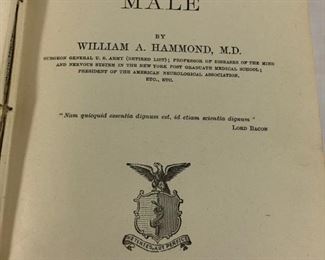 MALE
BY
WILLIAM A. HAMMOND, M.D.
SURGEON GENERAL U. S. ARMY (RETIRED LIST); PROFESSOR OF DISEASES OF THE MIND
AND NERVOUS SYSTEM IN THE NEW YORK POST GRADUATE MEDICAL SCHOOL;
PRESIDENT OF THE AMERICAN NEUROLOGICAL ASSOCIATION,
ETC., ETC.
"Nam quicquid essentia dignum est, id etiam scientia dignum"
LORD BACON